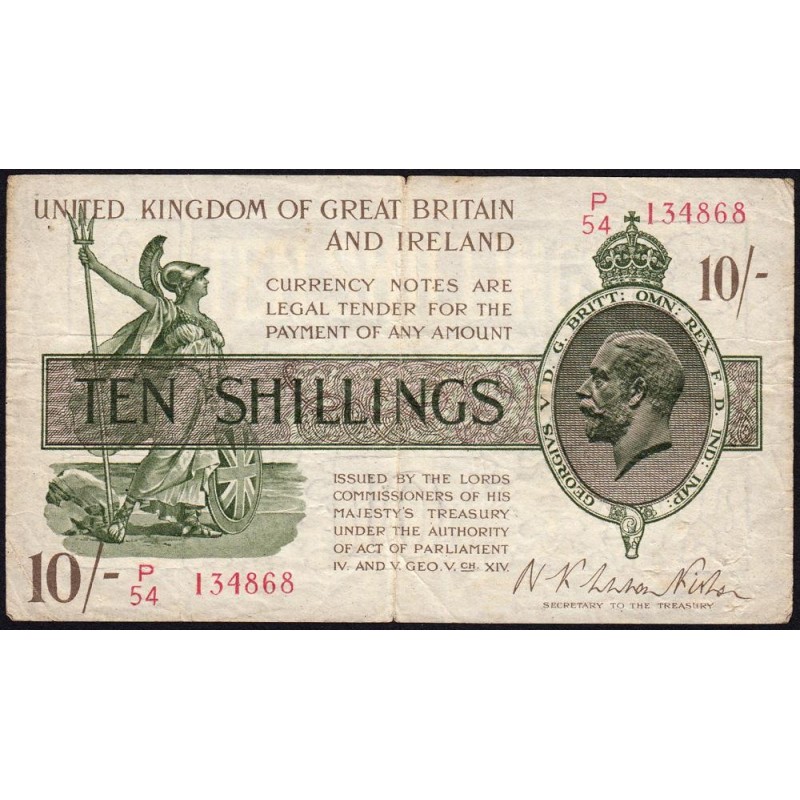 UNITED KINGDOM OF GREAT BRITAIN
AND IRELAND
P
54 134868
CURRENCY NOTES ARE
LEGAL TENDER FOR THE
PAYMENT OF ANY AMOUNT
10/-
TEN SHILLINGS
GEORGIVS V D. G. BRITT: OMN: REX F. D. IND: IMP:
ISSUED BY THE LORDS
COMMISSIONERS OF HIS
MAJESTY'S TREASURY
UNDER THE AUTHORITY
OF ACT OF PARLIAMENT
IV. AND V. GEO. V. CH. XIV.
10/-
P
54 134868
SECRETARY TO THE TREASURY